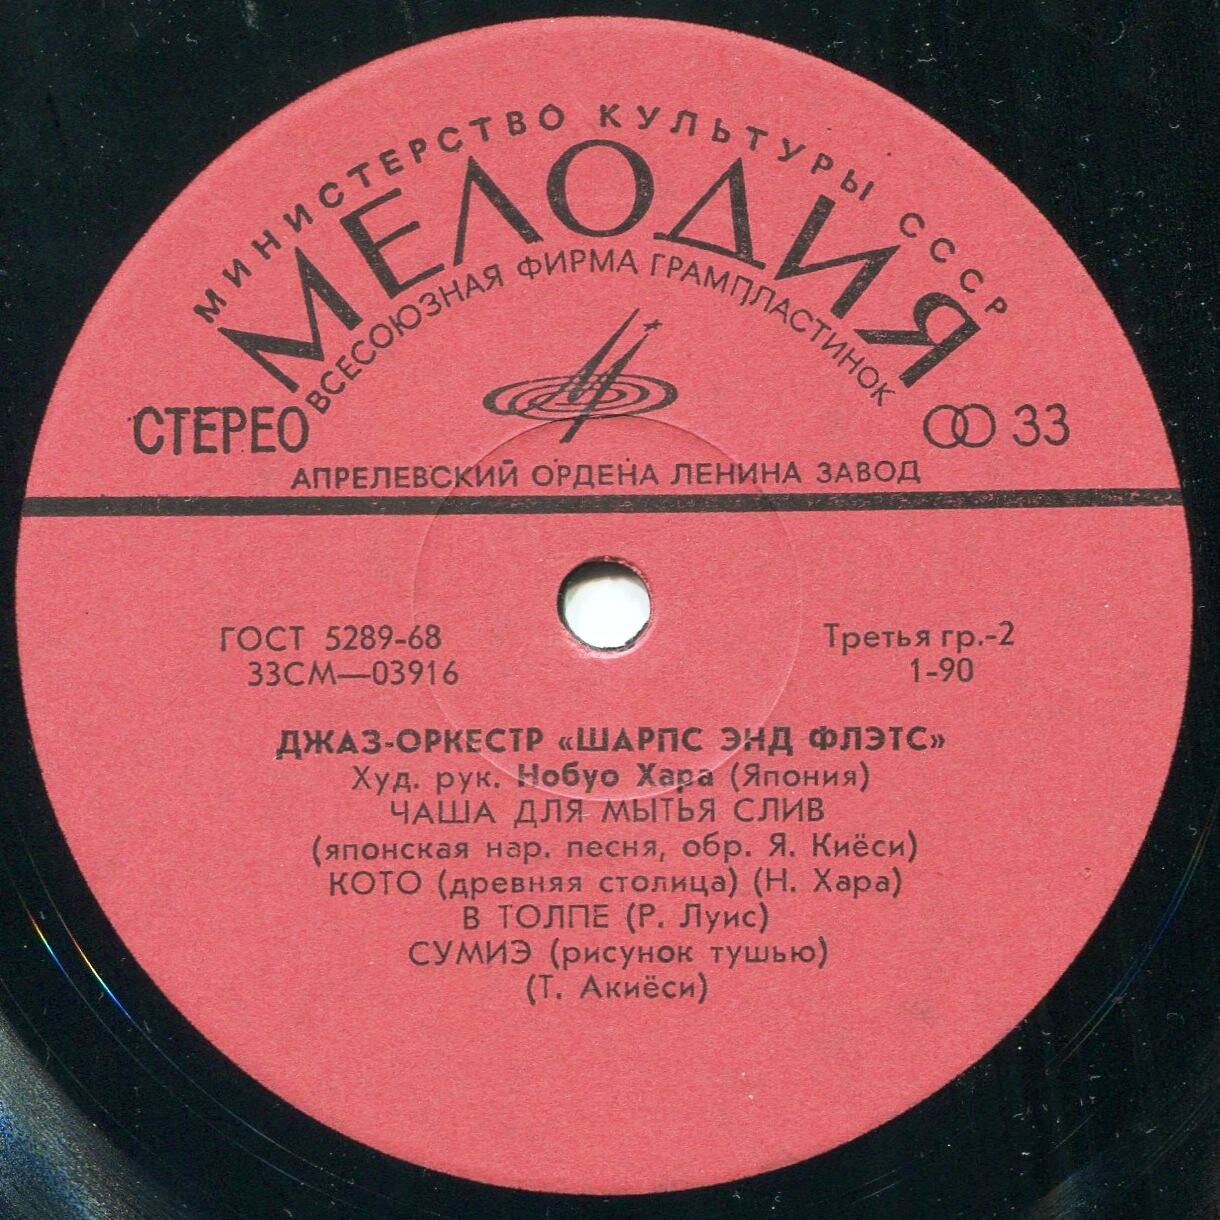 МИНИСТЕРСТВО КУЛЬТУРЫ СССР
МЕЛОДИЯ
ВСЕСОЮЗНАЯ ФИРМА ГРАМПЛАСТИНОК
СТЕРЕО
33
АПРЕЛЕВСКИЙ ОРДЕНА ЛЕНИНА ЗАВОД
ГОСТ 5289-68
33СМ—03916
Третья гр.-2
1-90
ДЖАЗ-ОРКЕСТР «ШАРПС ЭНД ФЛЭТС»
Худ. рук. Нобуо Хара (Япония)
ЧАША ДЛЯ МЫТЬЯ СЛИВ
(японская нар. песня, обр. Я. Киёси)
КОТО (древняя столица) (Н. Хара)
В ТОЛПЕ (Р. Луис)
СУМИЭ (рисунок тушью)
(Т. Акиёси)